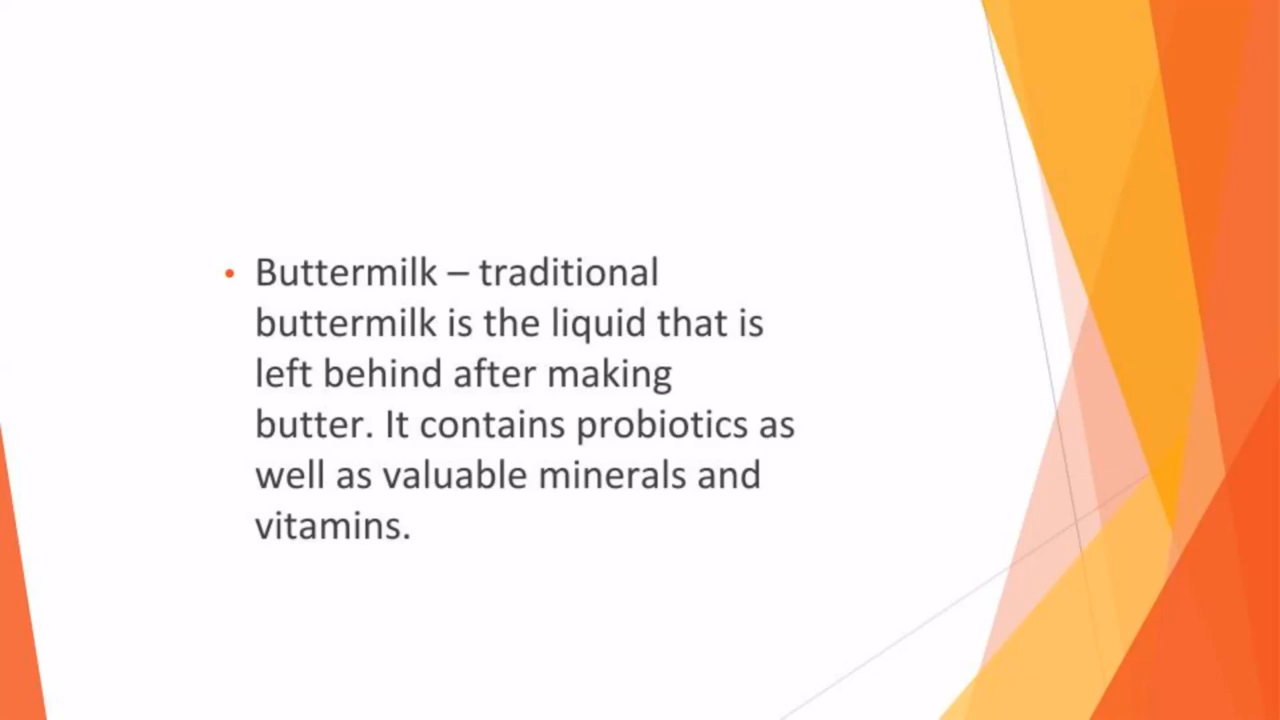 • Buttermilk – traditional
buttermilk is the liquid that is
left behind after making
butter. It contains probiotics as
well as valuable minerals and
vitamins.